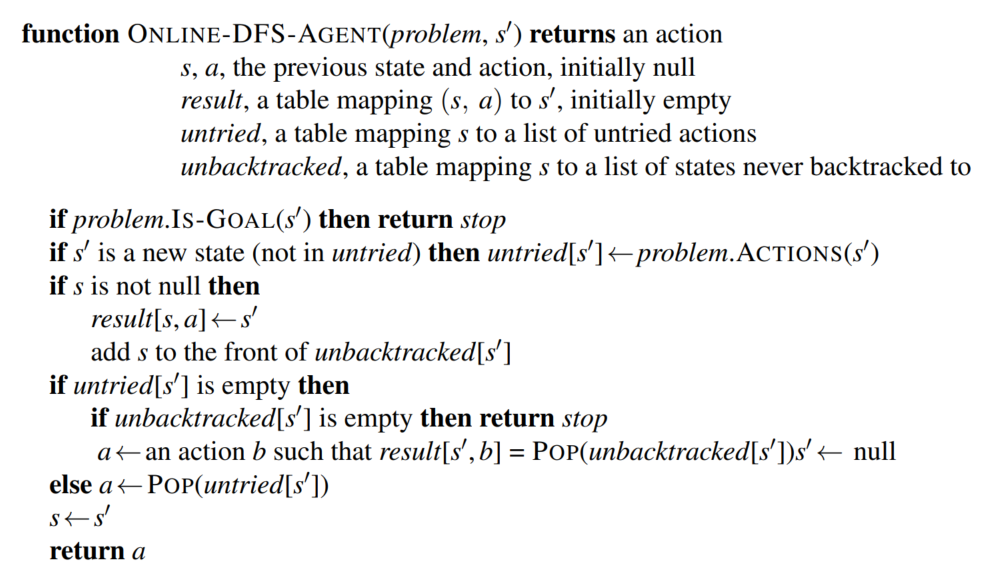 function ONLINE-DFS-AGENT(problem, s′) returns an action
s, a, the previous state and action, initially null
result, a table mapping (s, a) to s′, initially empty
untried, a table mapping s to a list of untried actions
unbacktracked, a table mapping s to a list of states never backtracked to
if problem.IS-GOAL(s′) then return stop
if s′ is a new state (not in untried) then untried[s′]←problem.ACTIONS(s′)
if s is not null then
result[s,a]←s′
add s to the front of unbacktracked[s′]
if untried[s′] is empty then
if unbacktracked[s′] is empty then return stop
a←an action b such that result[s′,b] = POP(unbacktracked[s′])s′← null
else a←POP(untried[s′])
s←s′
return a